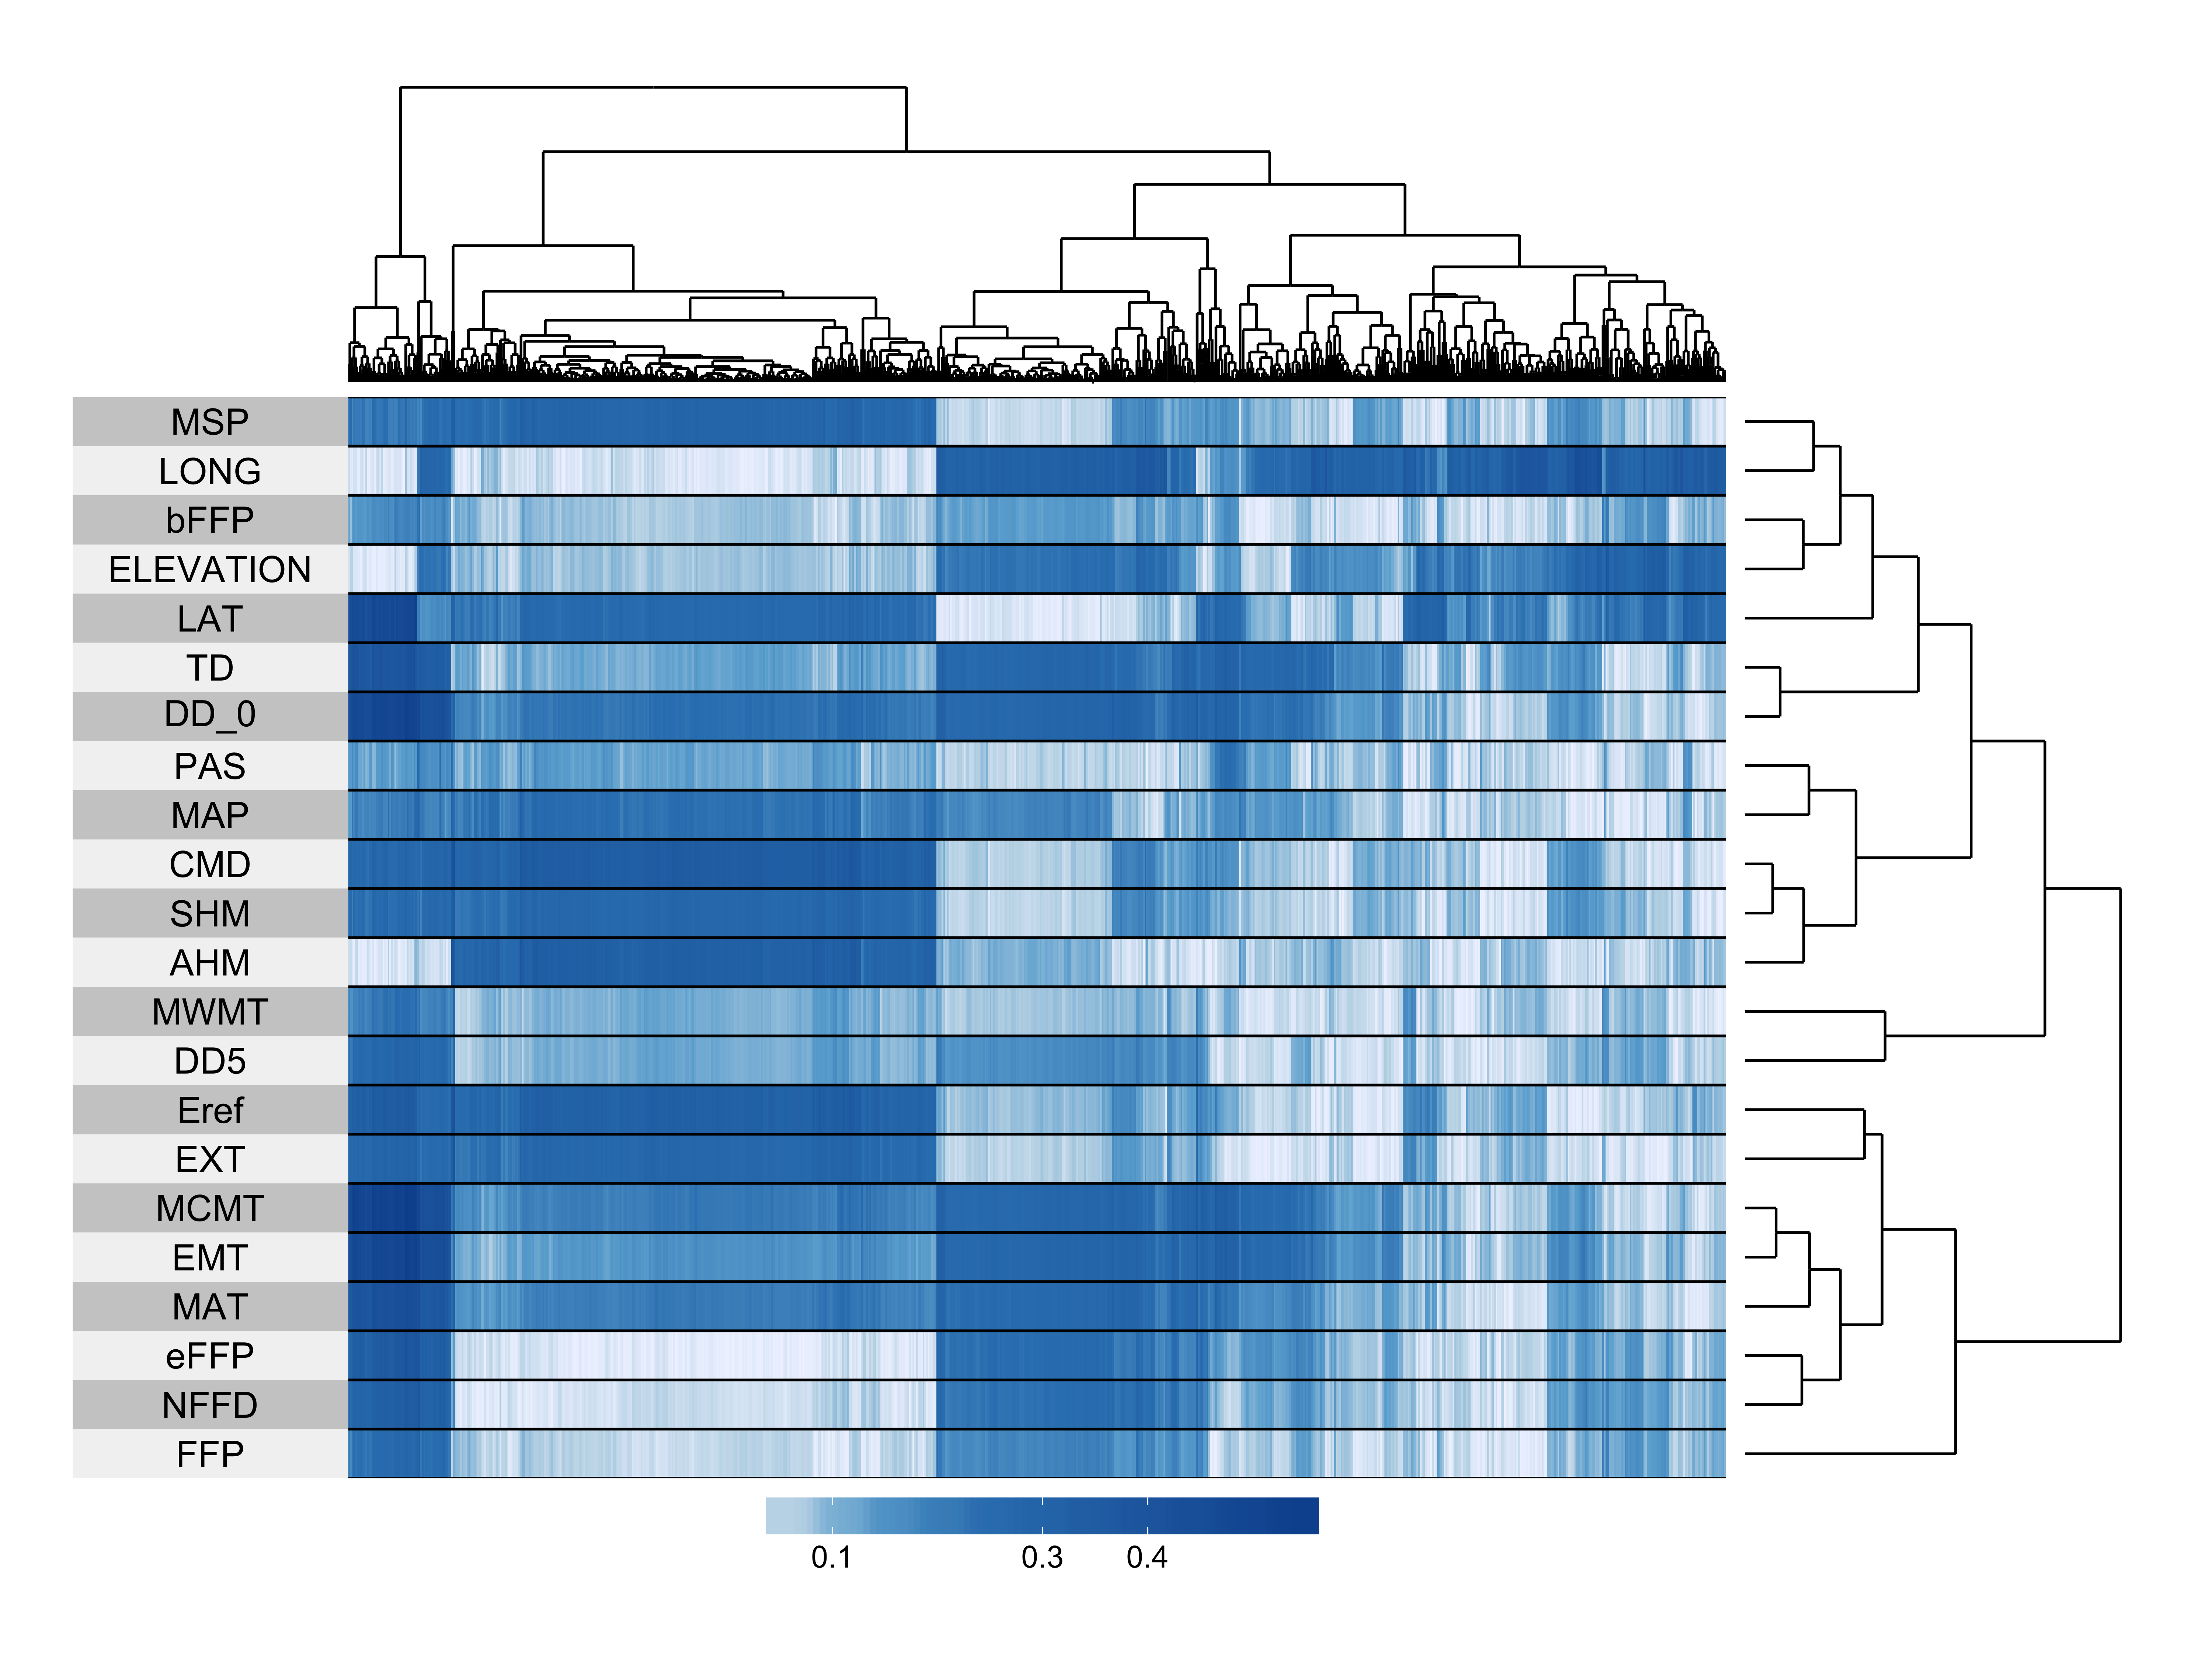 MSP
LONG
bFFP
ELEVATION
LAT
TD
DD_0
PAS
MAP
CMD
SHM
AHM
MWMT
DD5
Eref
EXT
MCMT
EMT
MAT
eFFP
NFFD
FFP
0.1 0.3 0.4